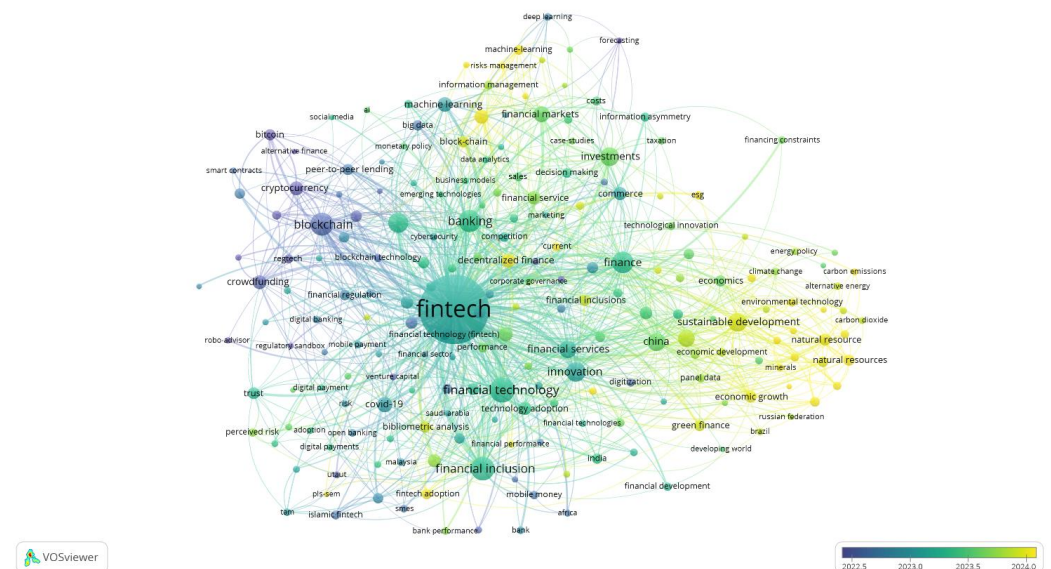 deep learning
forecasting
machine-learning
risks management
information management
machine learning
costs
ai
social media
financial markets
information asymmetry
big data
bitcoin
block-chain
case-studies
taxation
financing constraints
monetary policy
alternative finance
investments
data analytics
smart contracts
peer-to-peer lending
decision making
business models
sales
cryptocurrency
emerging technologies
commerce
esg
financial service
marketing
blockchain
banking
technological innovation
cybersecurity
competition
current
energy policy
regtech
blockchain technology
decentralized finance
finance
climate change
carbon emissions
crowdfunding
corporate governance
economics
alternative energy
financial regulation
financial inclusions
environmental technology
fintech
digital banking
sustainable development
carbon dioxide
financial technology (fintech)
robo-advisor
regulatory sandbox
mobile payment
performance
financial services
china
natural resource
financial sector
economic development
natural resources
minerals
venture capital
innovation
digitization
panel data
trust
digital payment
financial technology
economic growth
risk
covid-19
saudi arabia
technology adoption
russian federation
perceived risk
adoption
open banking
bibliometric analysis
financial technologies
green finance
brazil
digital payments
financial performance
developing world
malaysia
financial inclusion
india
utaut
financial development
pls-sem
fintech adoption
mobile money
tam
islamic fintech
smes
africa
bank performance
bank
VOSviewer
2022.5 2023.0 2023.5 2024.0